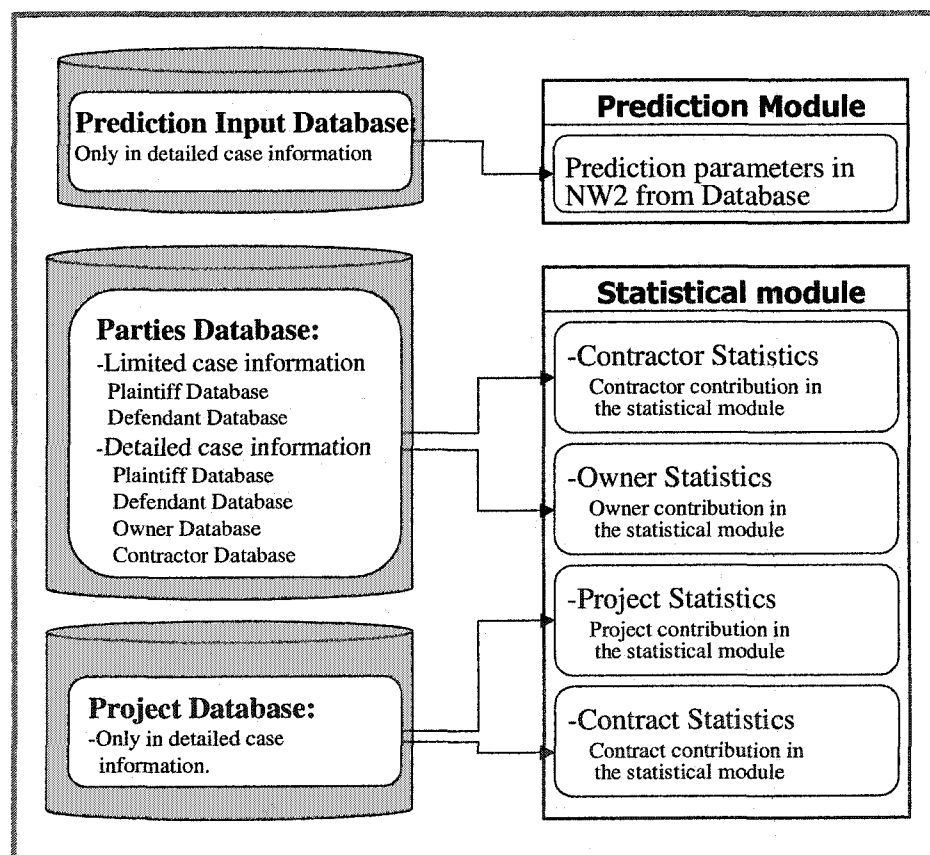 Prediction Input Database:
Only in detailed case information
Prediction Module
Prediction parameters in
NW2 from Database
Parties Database:
-Limited case information
Plaintiff Database
Defendant Database
-Detailed case information
Plaintiff Database
Defendant Database
Owner Database
Contractor Database
Statistical module
-Contractor Statistics
Contractor contribution in
the statistical module
-Owner Statistics
Owner contribution in
the statistical module
-Project Statistics
Project contribution in
the statistical module
-Contract Statistics
Contract contribution in
the statistical module
Project Database:
-Only in detailed case
information.